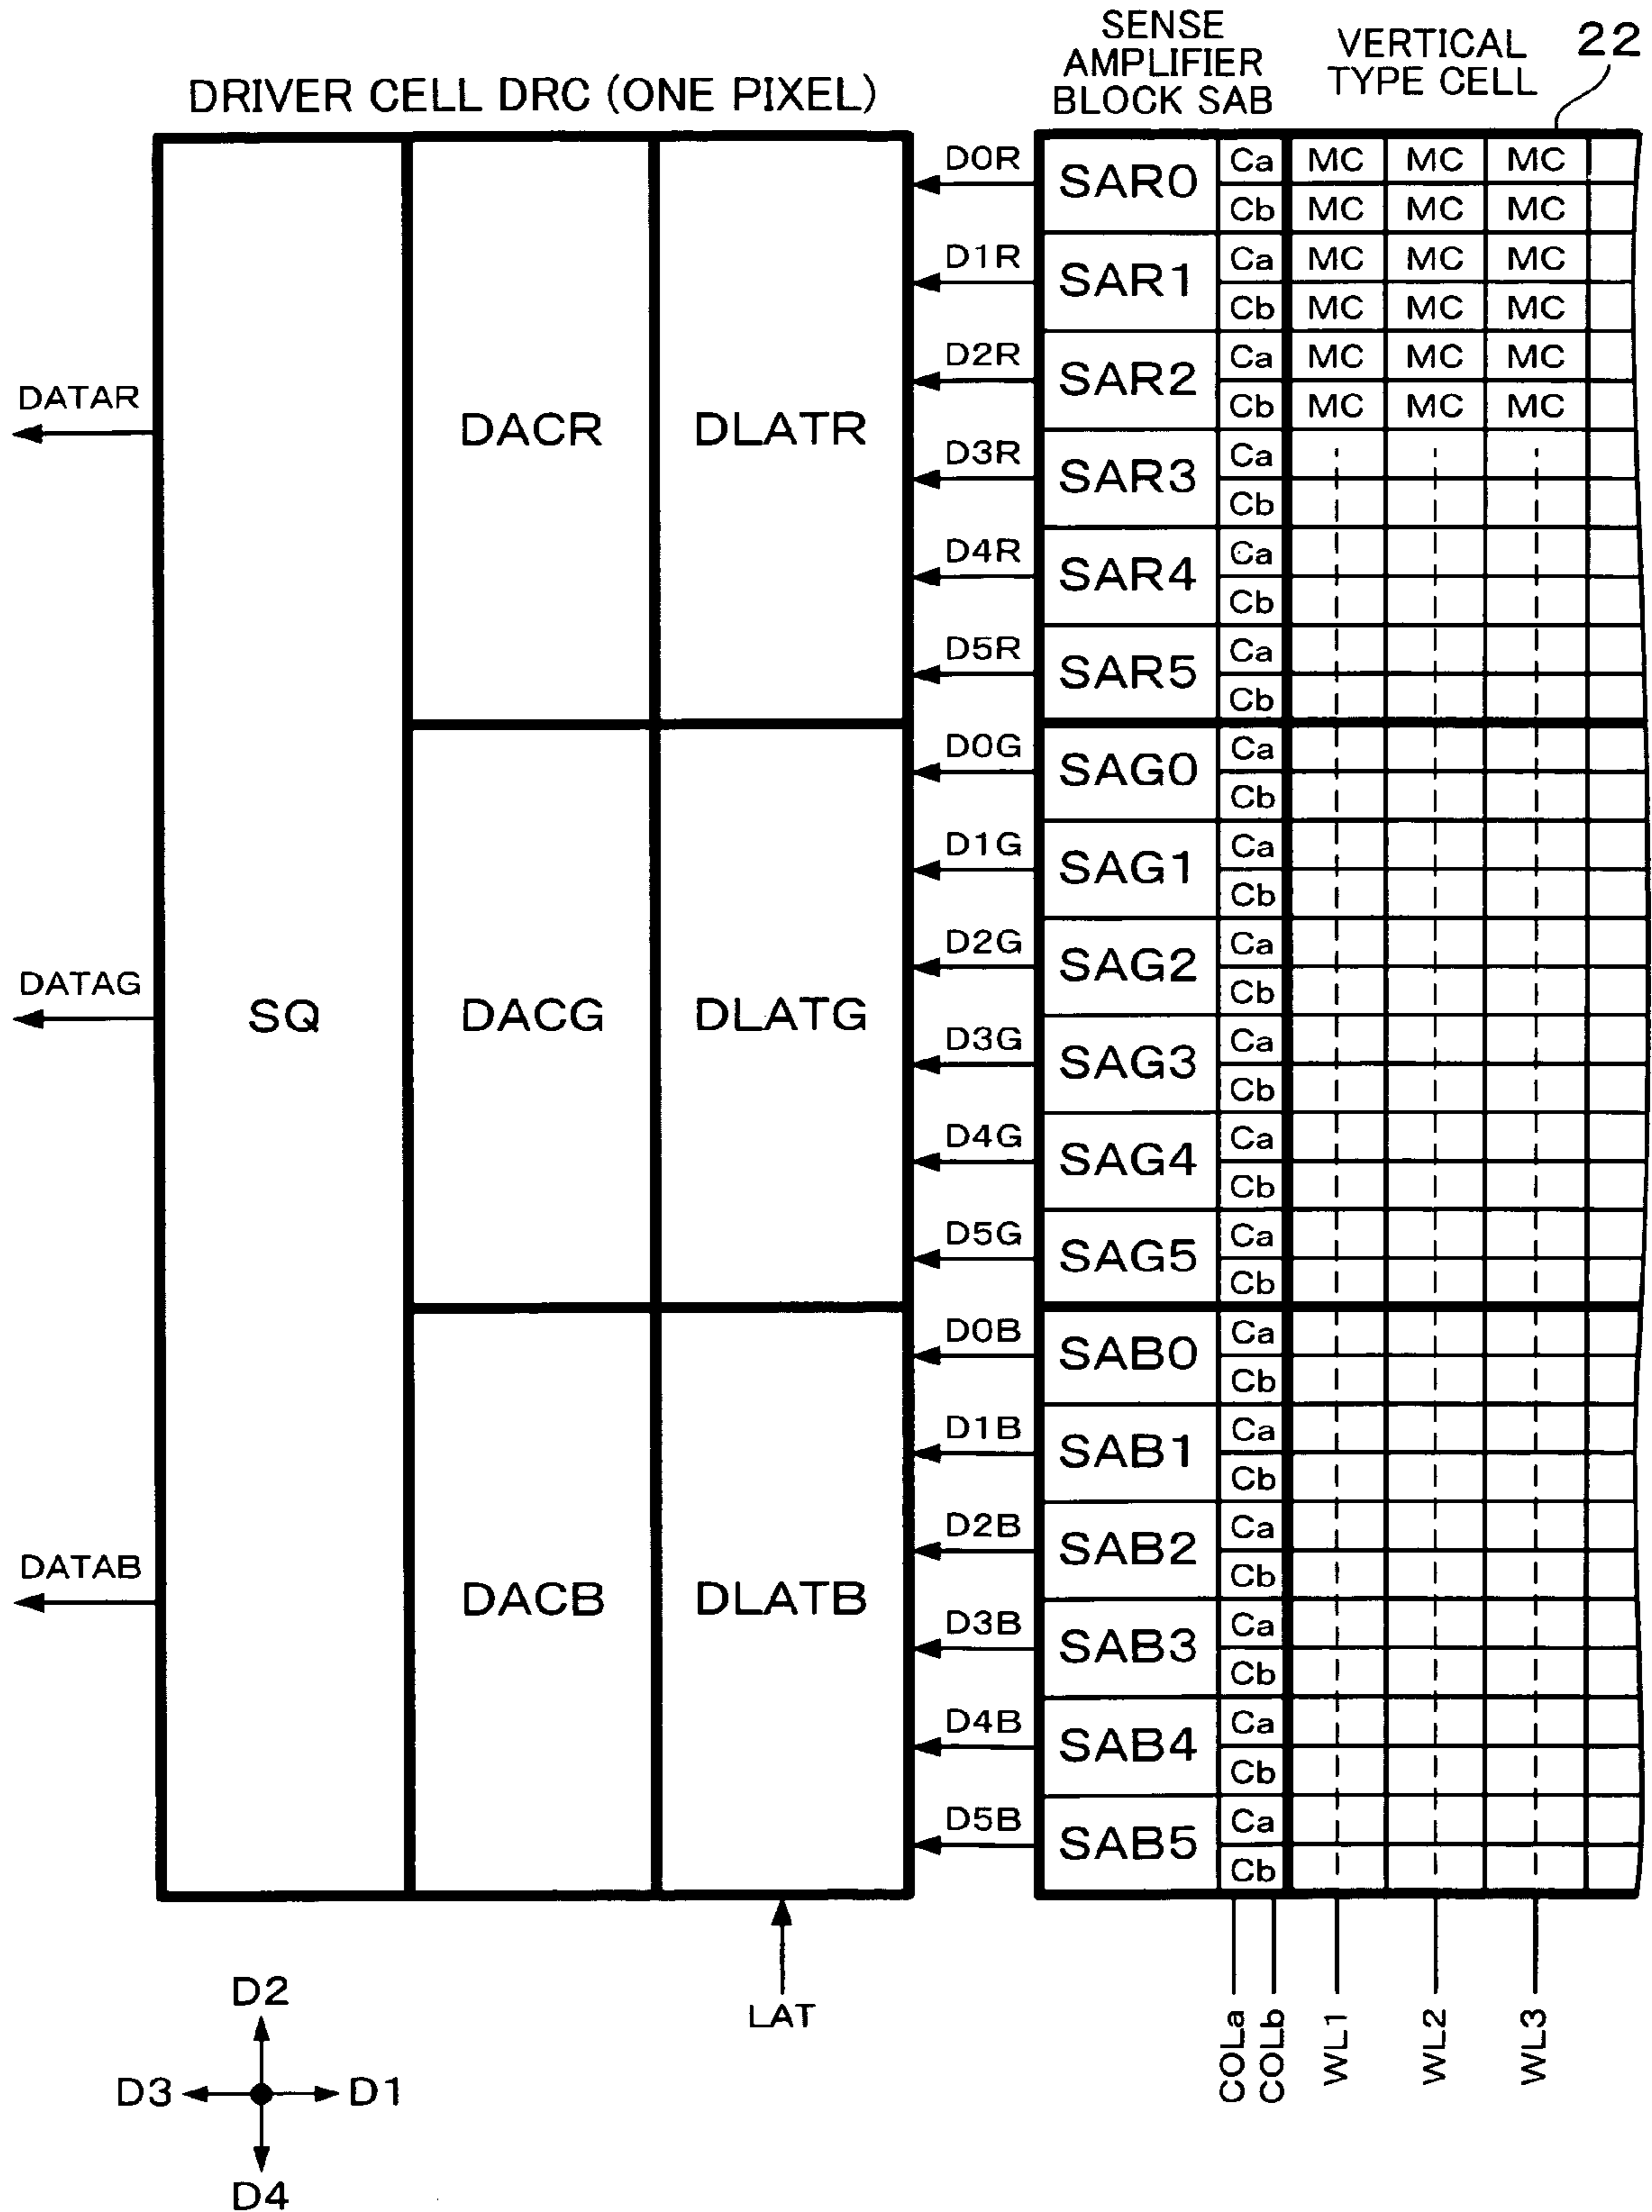 DRIVER CELL DRC (ONE PIXEL)
SENSE
AMPLIFIER
BLOCK SAB
VERTICAL
TYPE CELL
22
D0R
SAR0
Ca MC MC MC
Cb MC MC MC
D1R
SAR1
Ca MC MC MC
Cb MC MC MC
D2R
SAR2
Ca MC MC MC
Cb MC MC MC
DATAR
DACR
DLATR
D3R
SAR3
Ca
Cb
D4R
SAR4
Ca
Cb
D5R
SAR5
Ca
Cb
D0G
SAG0
Ca
Cb
D1G
SAG1
Ca
Cb
D2G
SAG2
Ca
Cb
DATAG
SQ
DACG
DLATG
D3G
SAG3
Ca
Cb
D4G
SAG4
Ca
Cb
D5G
SAG5
Ca
Cb
D0B
SAB0
Ca
Cb
D1B
SAB1
Ca
Cb
D2B
SAB2
Ca
Cb
DATAB
DACB
DLATB
D3B
SAB3
Ca
Cb
D4B
SAB4
Ca
Cb
D5B
SAB5
Ca
Cb
LAT
COLa
COLb
WL1
WL2
WL3
D2
D3
D1
D4